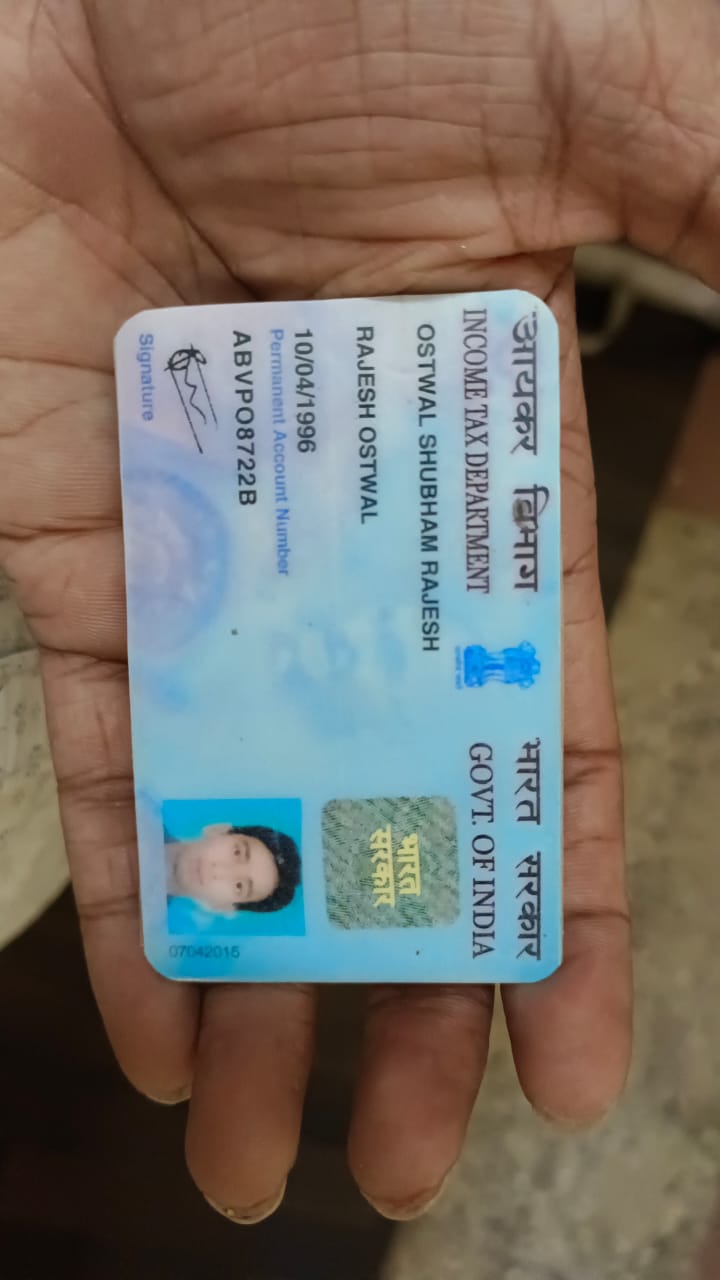 आयकर विभाग
INCOME TAX DEPARTMENT
भारत सरकार
GOVT. OF INDIA
OSTWAL SHUBHAM RAJESH
RAJESH OSTWAL
10/04/1996
Permanent Account Number
ABVPO8722B
Signature
भारत
सरकार
07042015